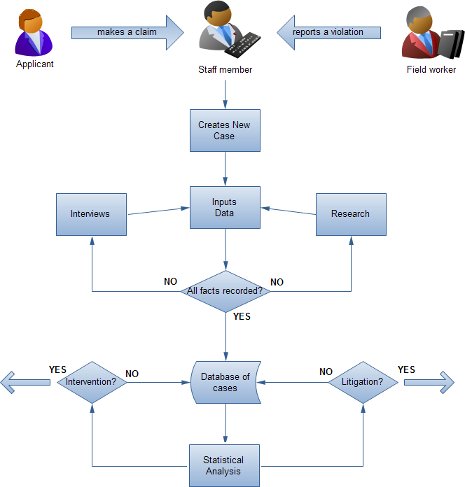 makes a claim
reports a violation
Applicant
Staff member
Field worker
Creates New
Case
Interviews
Inputs
Data
Research
NO
NO
All facts recorded?
YES
YES
NO
NO
YES
Intervention?
Database of
cases
Litigation?
Statistical
Analysis